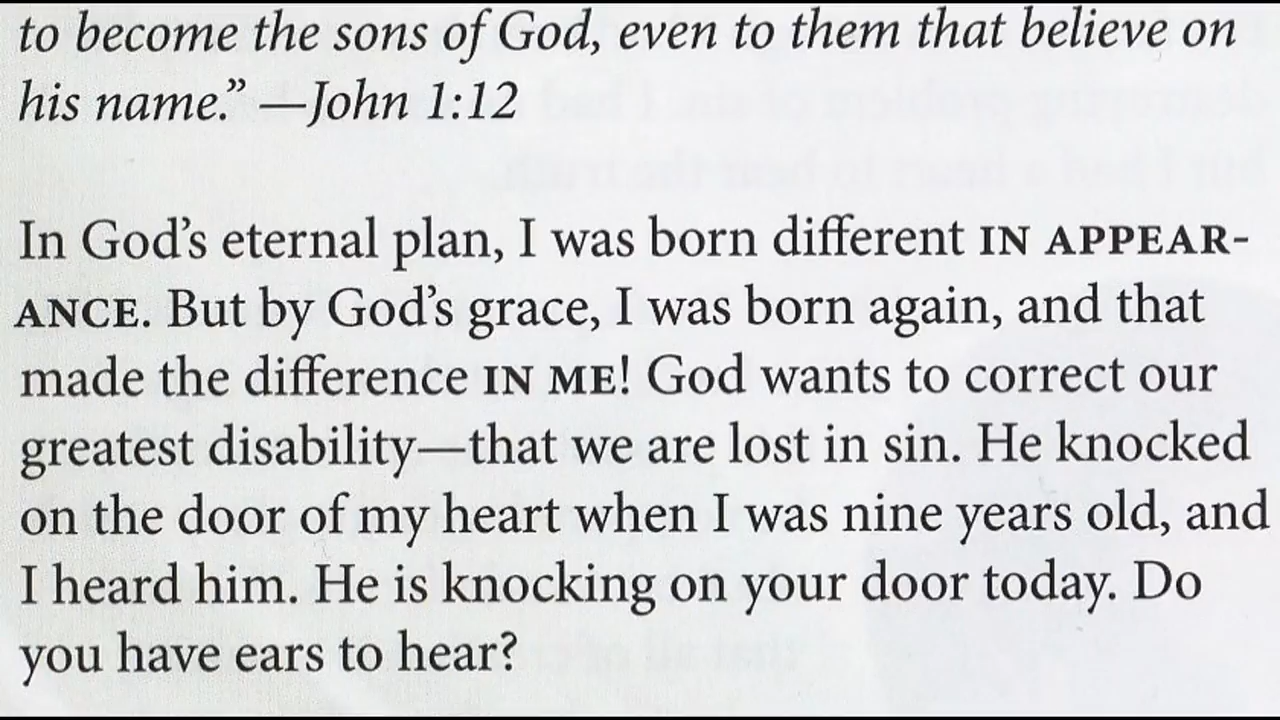 to become the sons of God, even to them that believe on
his name.” —John 1:12
In God’s eternal plan, I was born different IN APPEAR-
ANCE. But by God’s grace, I was born again, and that
made the difference IN ME! God wants to correct our
greatest disability—that we are lost in sin. He knocked
on the door of my heart when I was nine years old, and
I heard him. He is knocking on your door today. Do
you have ears to hear?